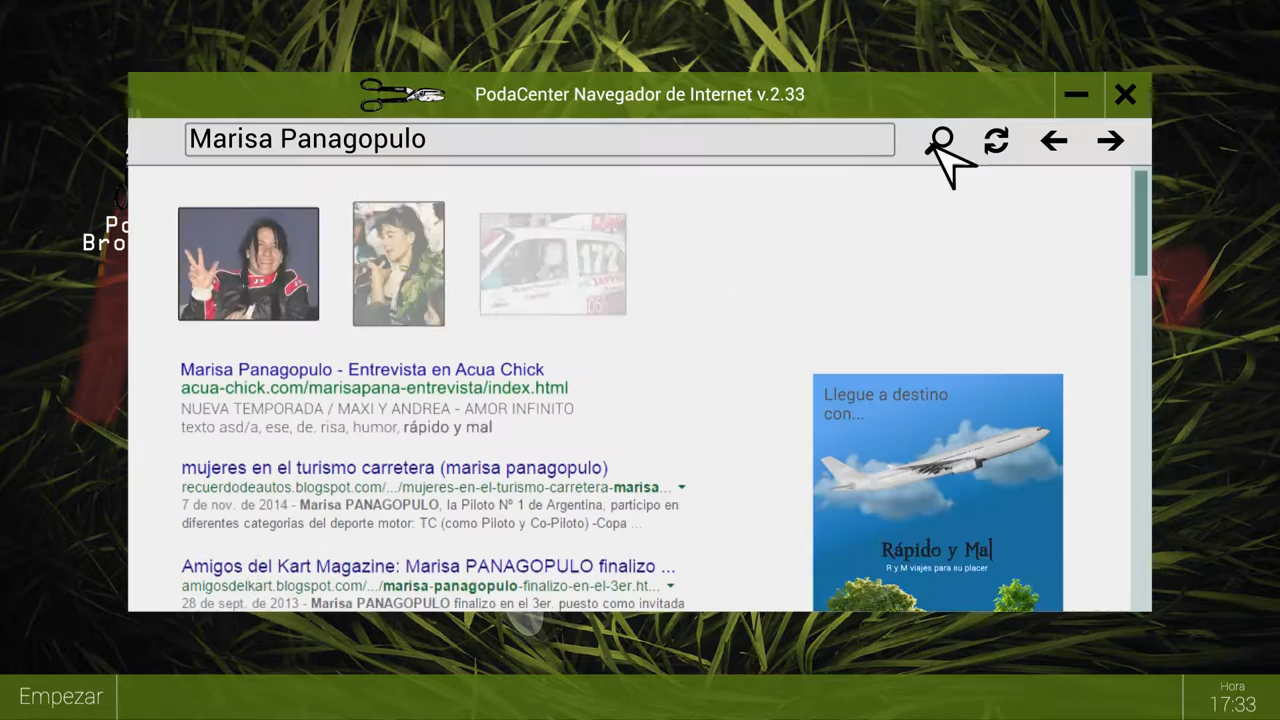 PodaCenter Navegador de Internet v.2.33
Marisa Panagopulo
Po
Bro
172
Marisa Panagopulo - Entrevista en Acua Chick
acua-chick.com/marisapana-entrevista/index.html
NUEVA TEMPORADA / MAXI Y ANDREA - AMOR INFINITO
texto asd/a, ese, de. risa, humor, rápido y mal
mujeres en el turismo carretera (marisa panagopulo)
recuerdodeautos.blogspot.com/.../mujeres-en-el-turismo-carretera-marisa...
7 de nov. de 2014 - Marisa PANAGOPULO, la Piloto Nº 1 de Argentina, participo en
diferentes categorias del deporte motor: TC (como Piloto y Co-Piloto) -Copa ...
Amigos del Kart Magazine: Marisa PANAGOPULO finalizo ...
amigosdelkart.blogspot.com/.../marisa-panagopulo-finalizo-en-el-3er.ht...
28 de sept. de 2013 - Marisa PANAGOPULO finalizo en el 3er. puesto como invitada
Llegue a destino
con...
Rápido y Mal
R y M viajes para su placer
Empezar
Hora
17:33